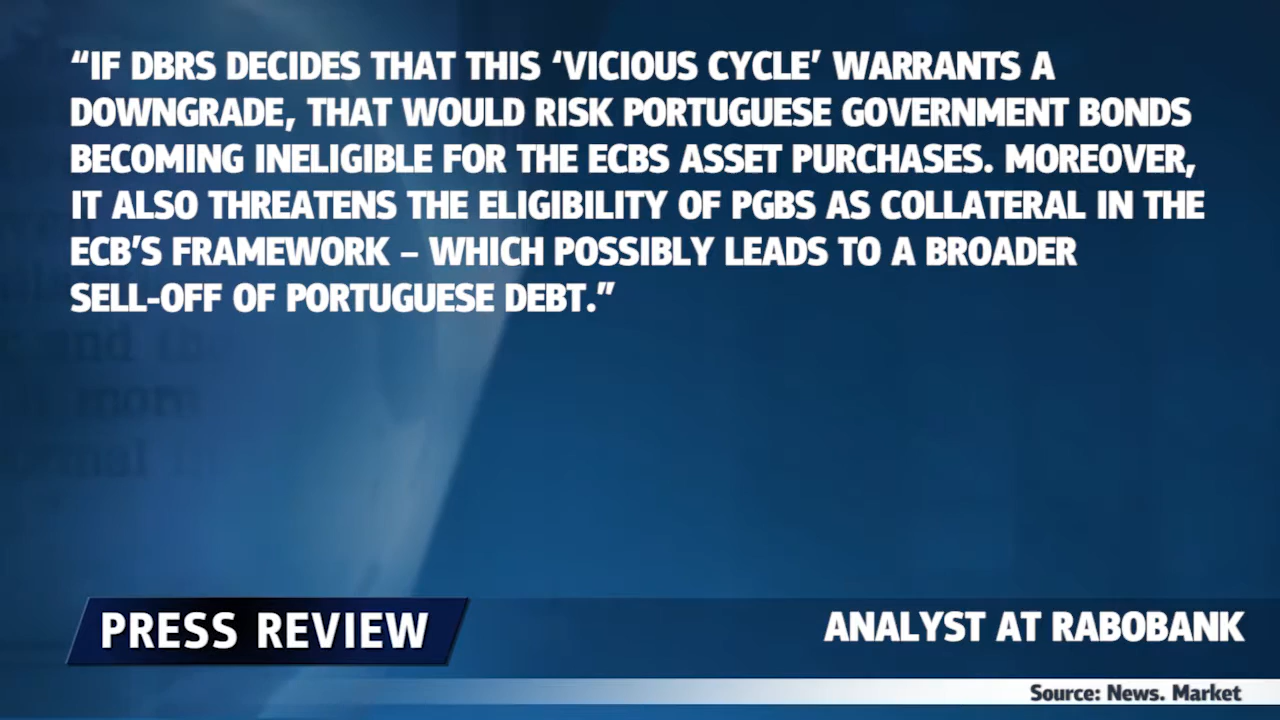 “IF DBRS DECIDES THAT THIS ‘VICIOUS CYCLE’ WARRANTS A
DOWNGRADE, THAT WOULD RISK PORTUGUESE GOVERNMENT BONDS
BECOMING INELIGIBLE FOR THE ECBS ASSET PURCHASES. MOREOVER,
IT ALSO THREATENS THE ELIGIBILITY OF PGBS AS COLLATERAL IN THE
ECB’S FRAMEWORK – WHICH POSSIBLY LEADS TO A BROADER
SELL-OFF OF PORTUGUESE DEBT.”
and
more
PRESS REVIEW
ANALYST AT RABOBANK
Source: News. Market